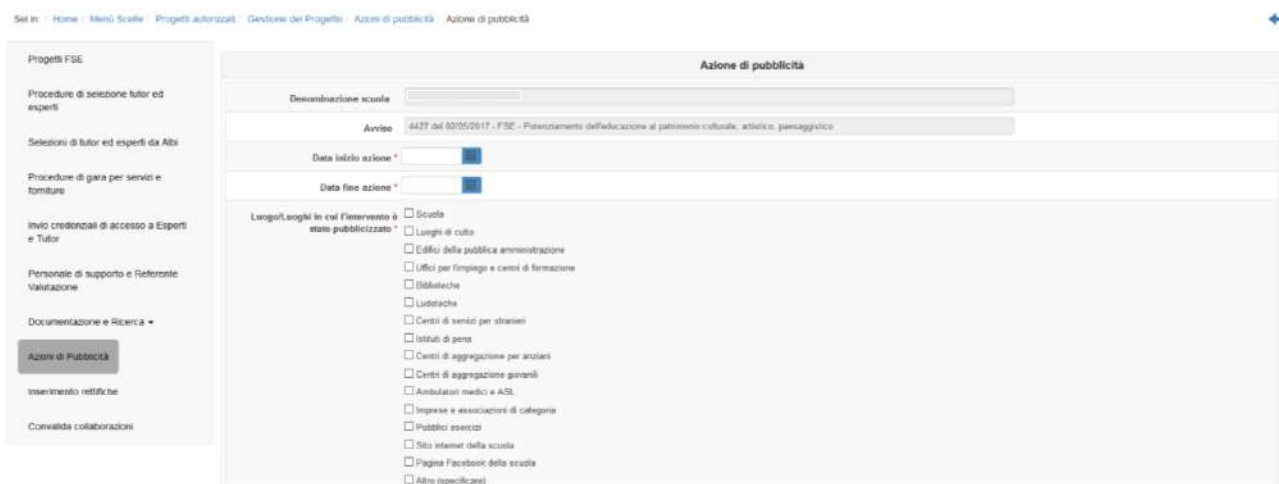 Sei in: / Home / Menù Scelte / Progetti autorizzati / Gestione del Progetto / Azioni di pubblicità / Azione di pubblicità
Progetti FSE
Procedure di selezione tutor ed
esperti
Selezioni di tutor ed esperti da Albi
Procedure di gara per servizi e
forniture
Invio credenziali di accesso a Esperti
e Tutor
Personale di supporto e Referente
Valutazione
Documentazione e Ricerca
Azioni di Pubblicità
Inserimento rettifiche
Convalida collaborazioni
Azione di pubblicità
Denominazione scuola
Avviso 4427 del 02/05/2017 - FSE - Potenziamento dell'educazione al patrimonio culturale, artistico, paesaggistico
Data inizio azione *
Data fine azione *
Luogo/Luoghi in cui l'intervento è
stato pubblicizzato *
Scuola
Luoghi di culto
Edifici della pubblica amministrazione
Uffici per l'impiego e centri di formazione
Biblioteche
Ludoteche
Centri di servizi per stranieri
Istituti di pena
Centri di aggregazione per anziani
Centri di aggregazione giovanili
Ambulatori medici e ASL
Imprese e associazioni di categoria
Pubblici esercizi
Sito internet della scuola
Pagina Facebook della scuola
Altro (specificare)